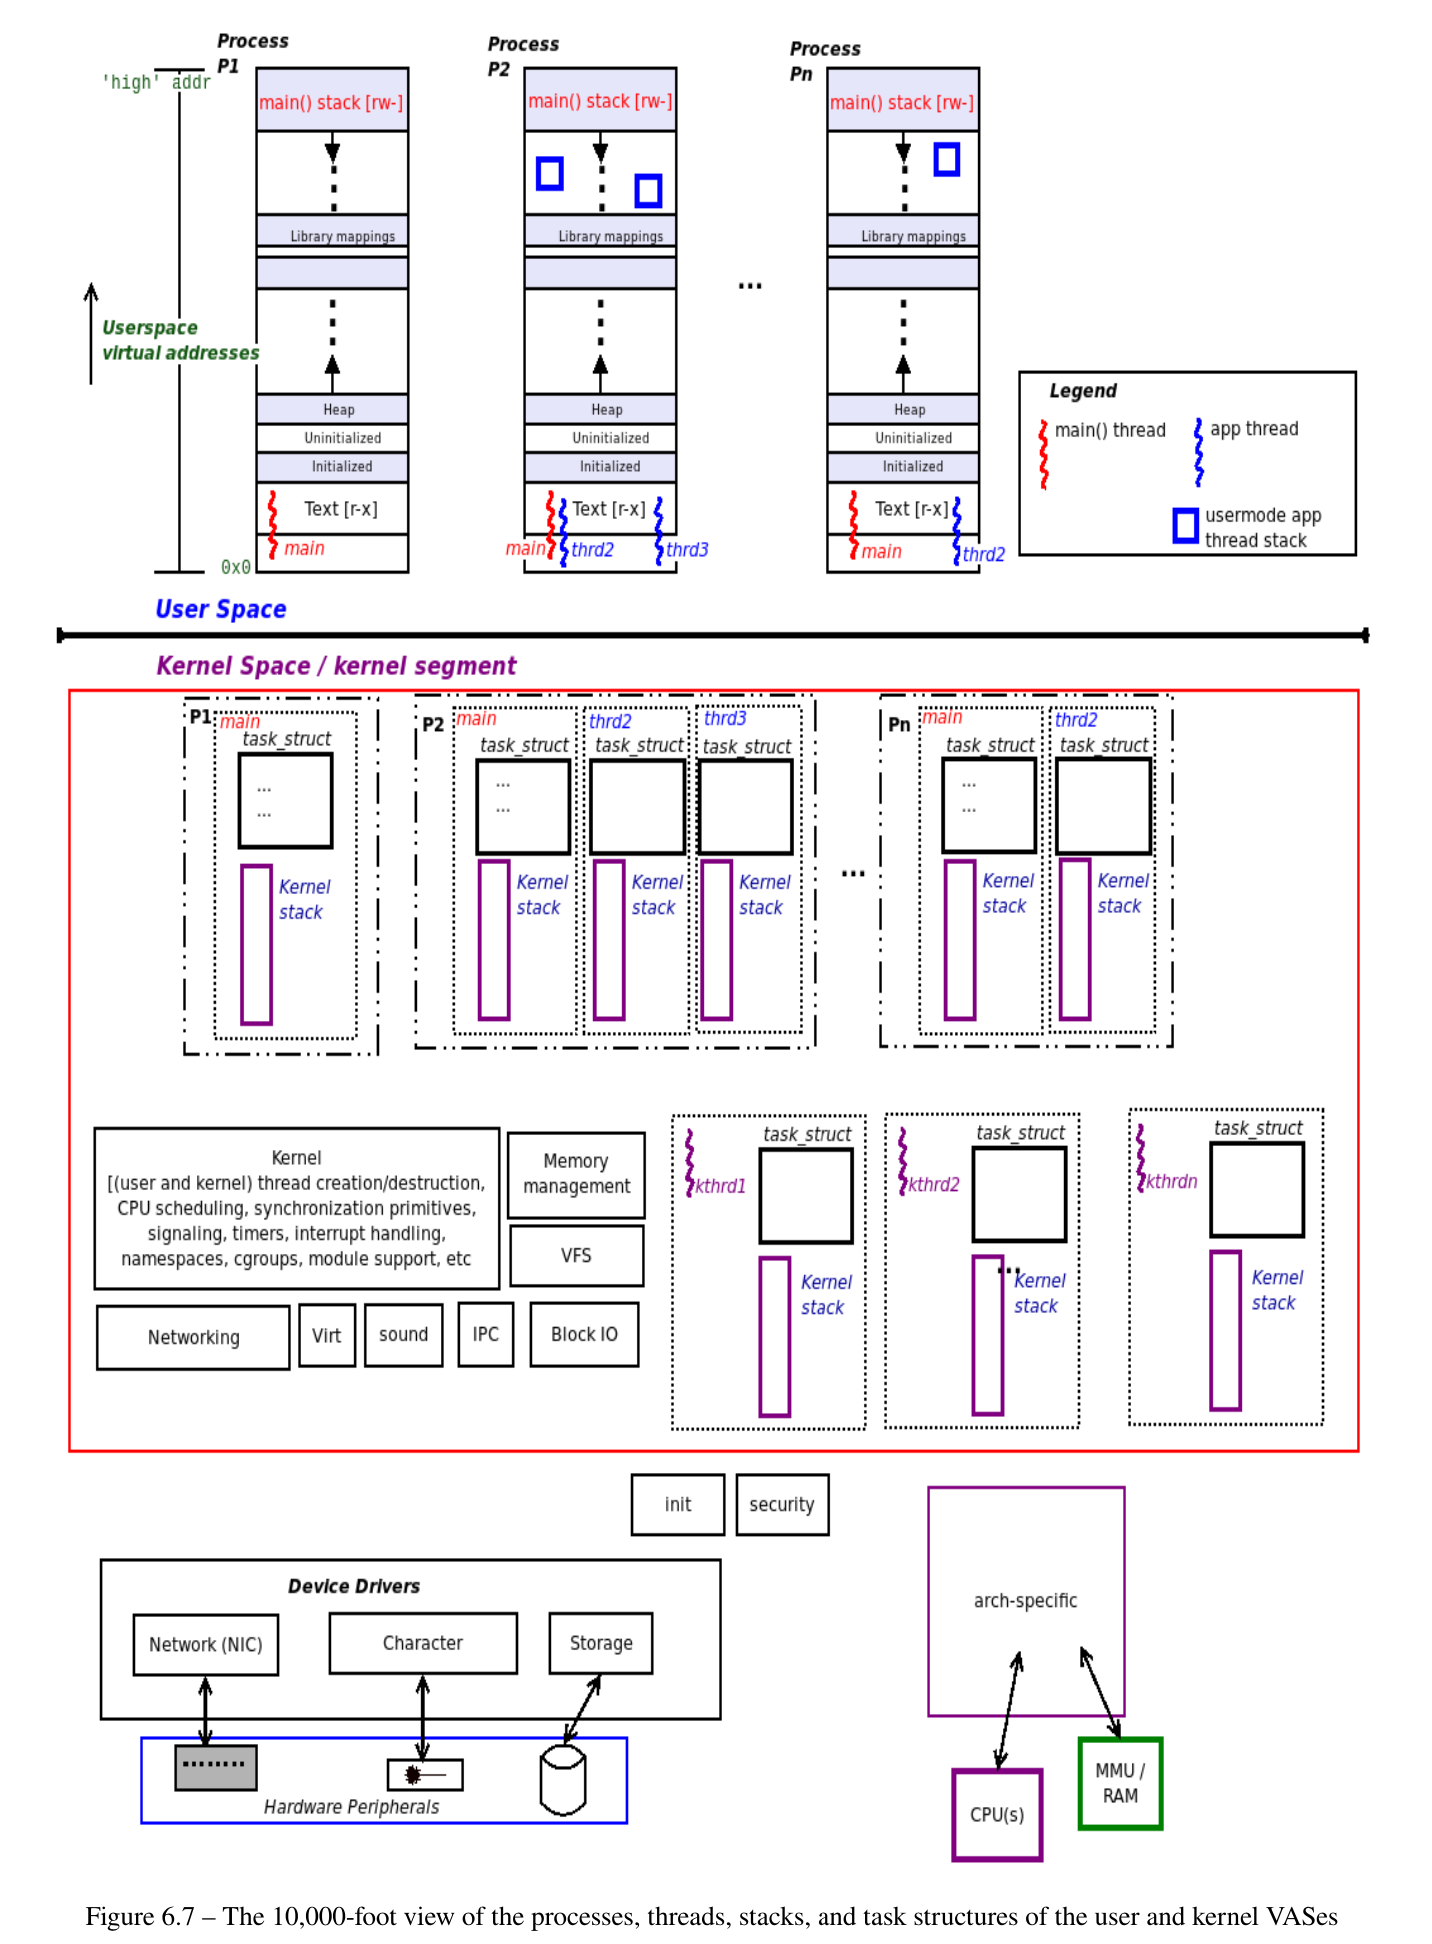 Process
P1
Process
P2
Process
Pn
'high' addr
main() stack [rw-]
main() stack [rw-]
main() stack [rw-]
Library mappings
Library mappings
Library mappings
...
Userspace
virtual addresses
Heap
Heap
Heap
Uninitialized
Uninitialized
Uninitialized
Initialized
Initialized
Initialized
Text [r-x]
Text [r-x]
Text [r-x]
main
main
thrd2
thrd3
main
thrd2
0x0
Legend
main() thread
app thread
usermode app
thread stack
User Space
Kernel Space / kernel segment
P1
main
task_struct
...
...
Kernel
stack
P2
main
task_struct
...
...
Kernel
stack
thrd2
task_struct
Kernel
stack
thrd3
task_struct
Kernel
stack
...
Pn
main
task_struct
...
...
Kernel
stack
thrd2
task_struct
Kernel
stack
Kernel
[(user and kernel) thread creation/destruction,
CPU scheduling, synchronization primitives,
signaling, timers, interrupt handling,
namespaces, cgroups, module support, etc
Memory
management
VFS
Networking
Virt
sound
IPC
Block IO
task_struct
kthrd1
Kernel
stack
task_struct
kthrd2
...
Kernel
stack
task_struct
kthrdn
Kernel
stack
init
security
arch-specific
Device Drivers
Network (NIC)
Character
Storage
Hardware Peripherals
CPU(s)
MMU /
RAM
Figure 6.7 – The 10,000-foot view of the processes, threads, stacks, and task structures of the user and kernel VASes